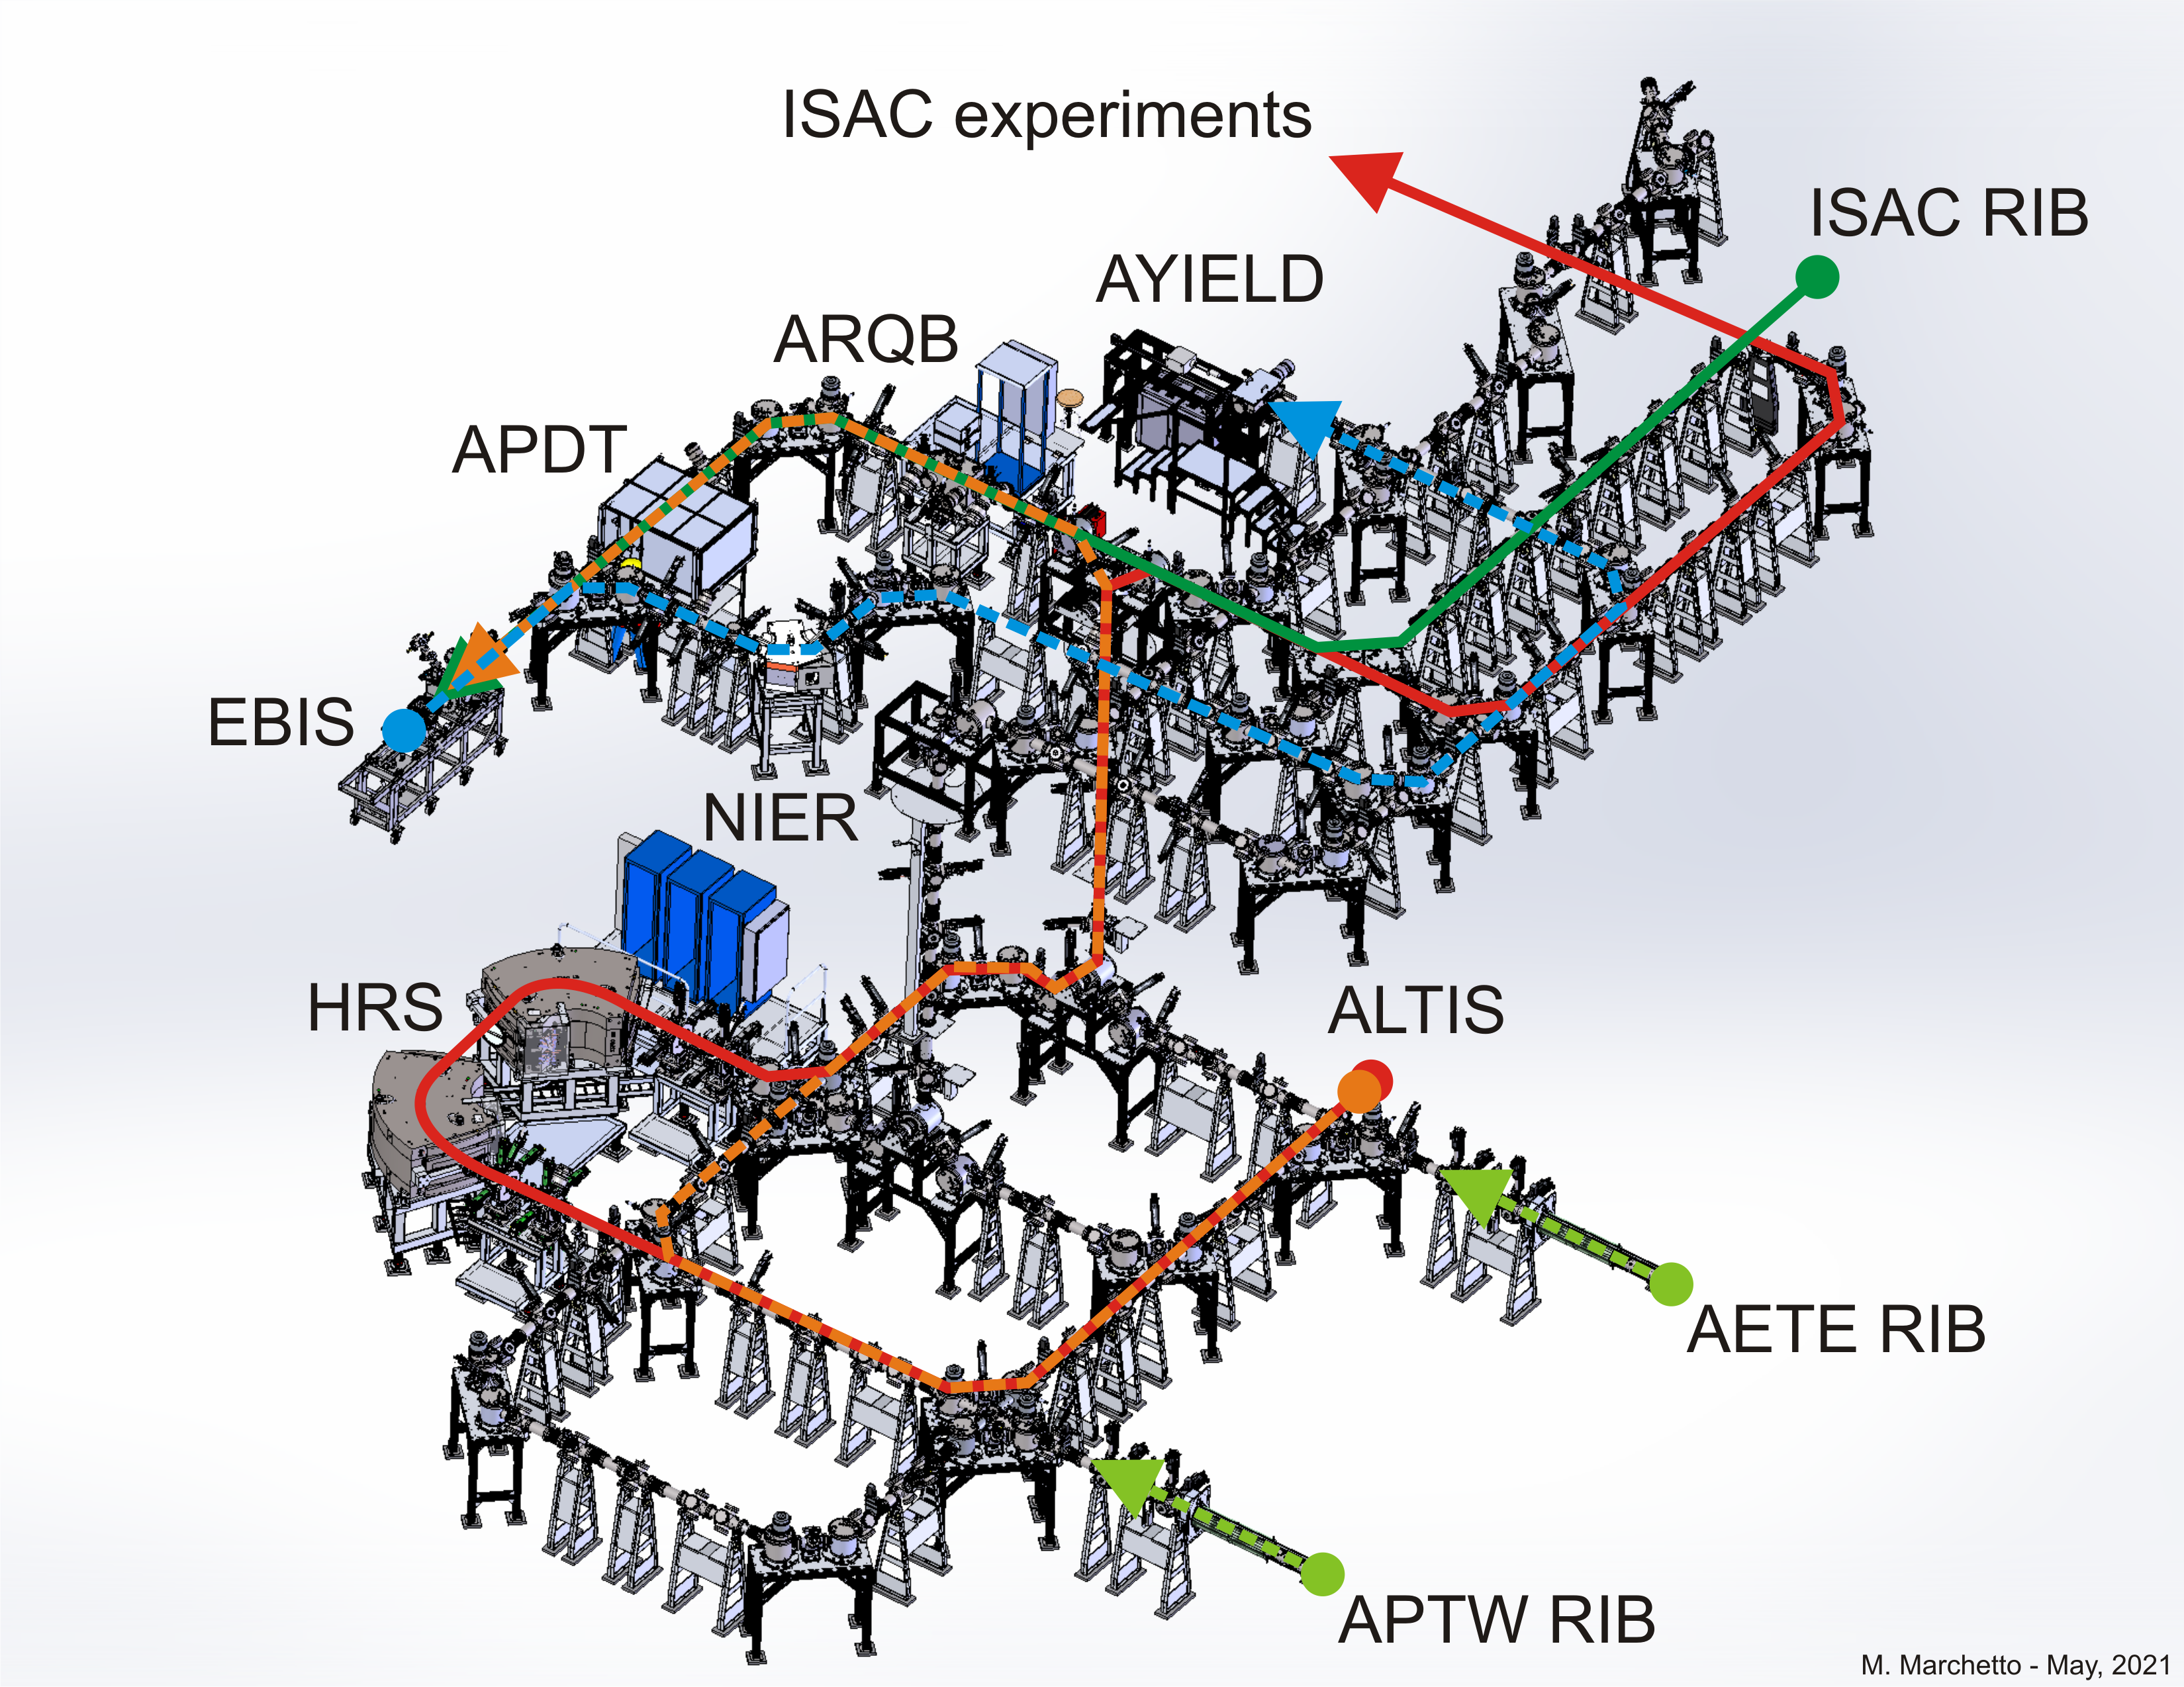 ISAC experiments
ISAC RIB
AYIELD
ARQB
APDT
EBIS
NIER
HRS
ALTIS
AETE RIB
APTW RIB
M. Marchetto - May, 2021